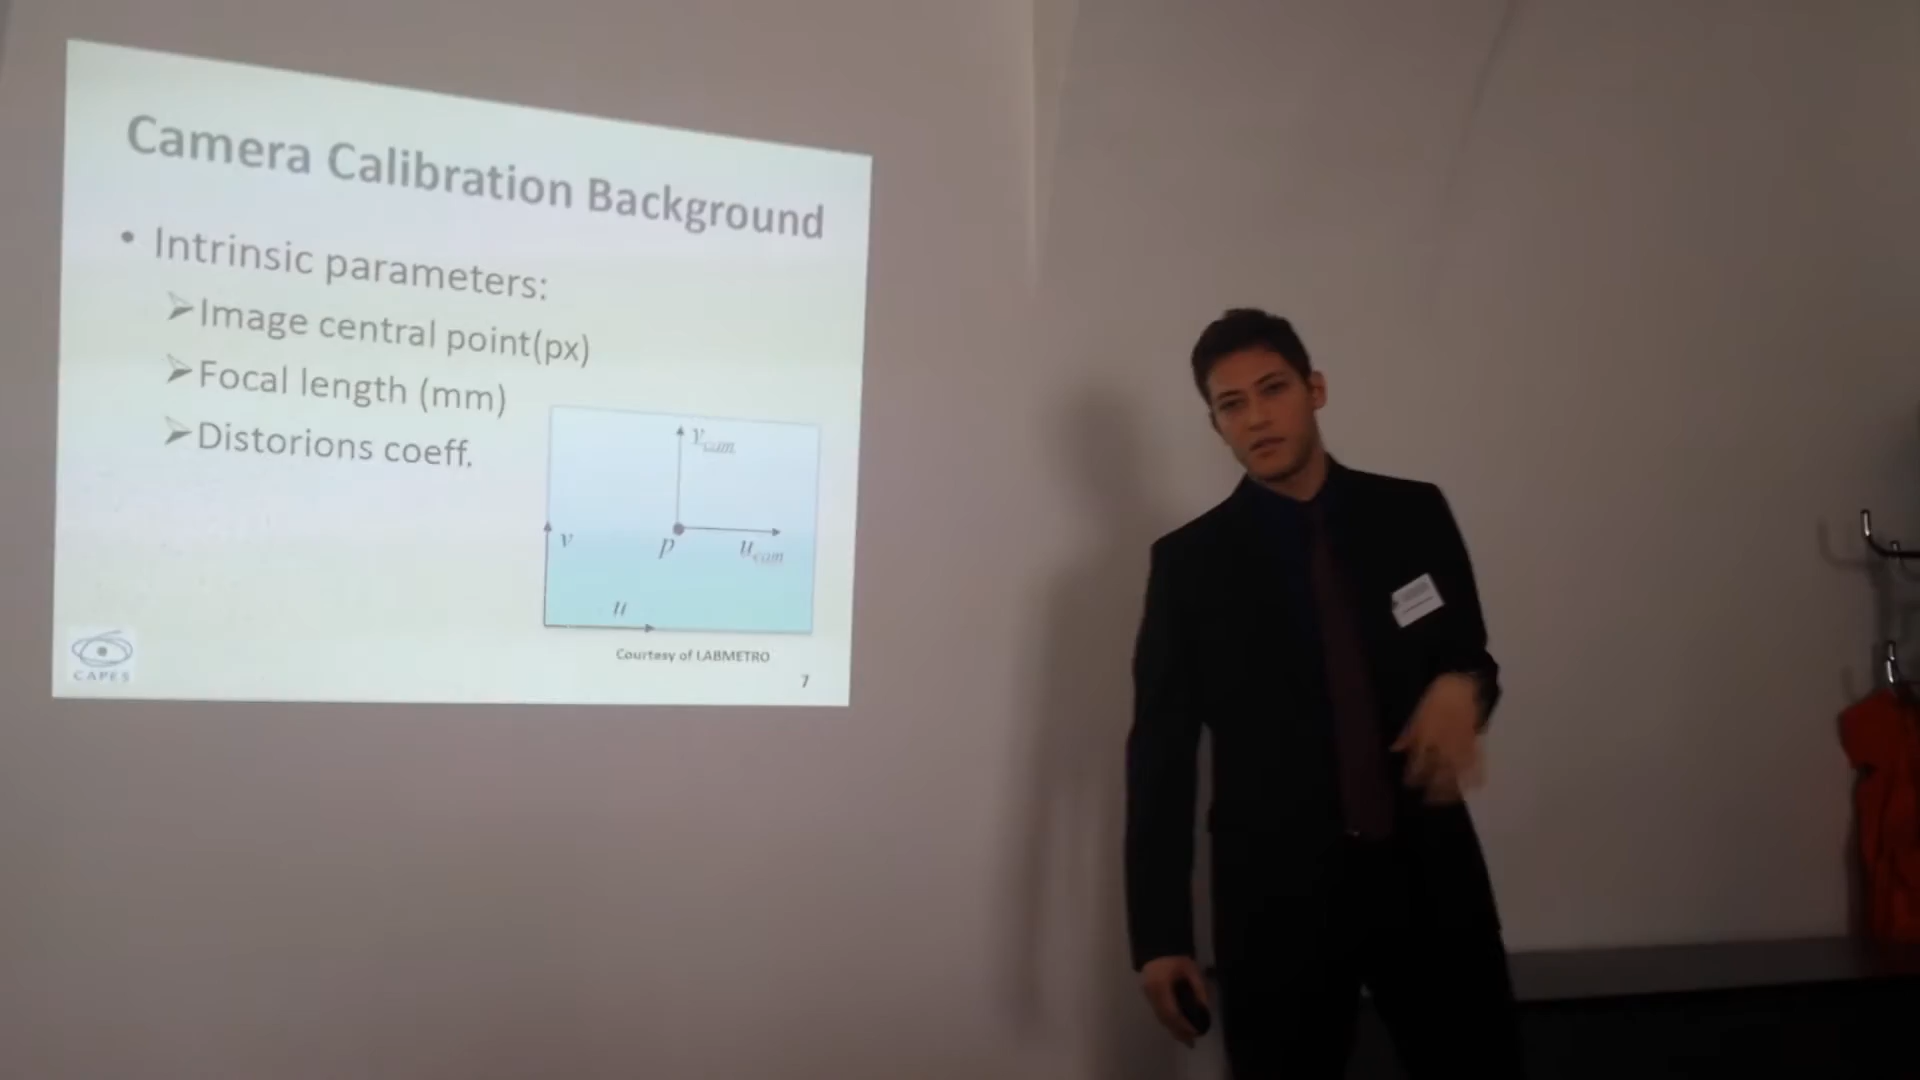 Camera Calibration Background
• Intrinsic parameters:
➢Image central point(px)
➢Focal length (mm)
➢Distorions coeff.
v_cam
v
p
u_cam
u
Courtesy of LABMETRO
CAPES
7